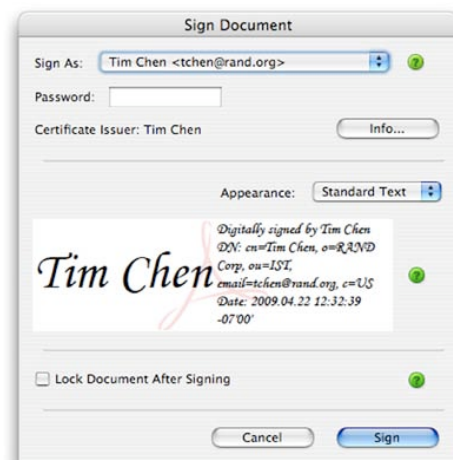 Sign Document
Sign As: Tim Chen <tchen@rand.org>
Password:
Certificate Issuer: Tim Chen Info...
Appearance: Standard Text
Tim Chen
Digitally signed by Tim Chen
DN: cn=Tim Chen, o=RAND
Corp, ou=IST,
email=tchen@rand.org, c=US
Date: 2009.04.22 12:32:39
-07'00'
Lock Document After Signing
Cancel Sign